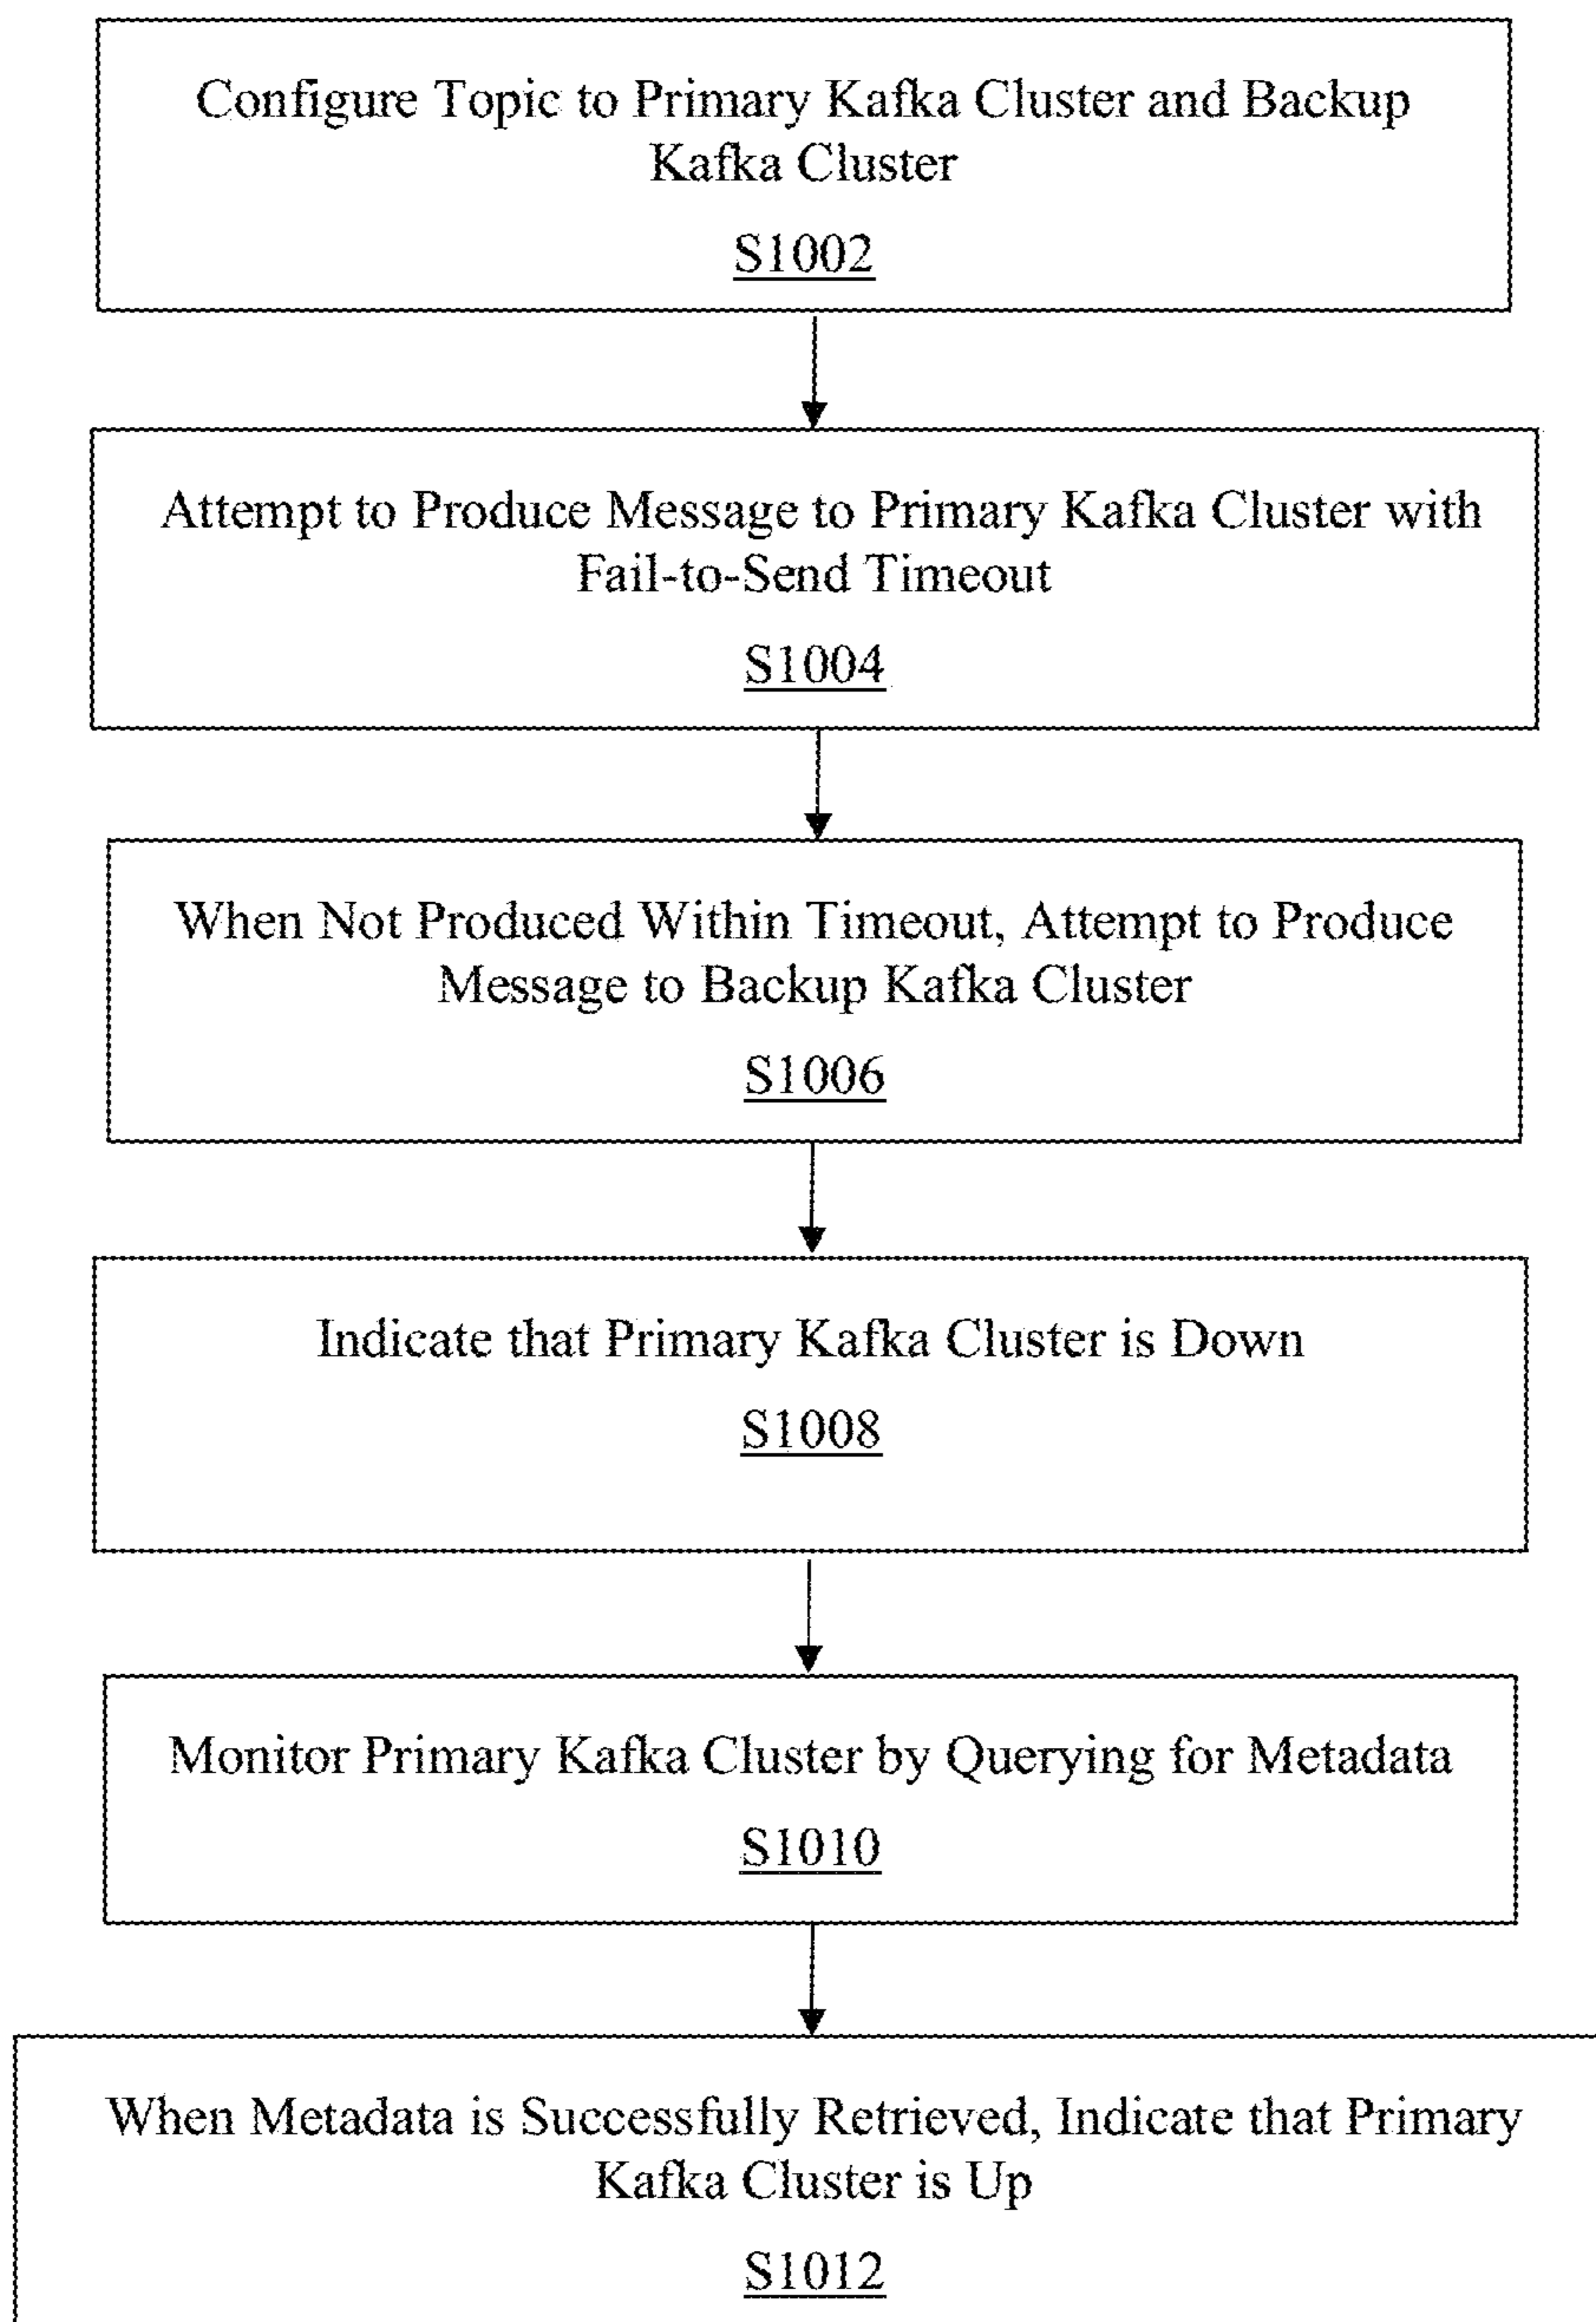 Configure Topic to Primary Kafka Cluster and Backup
Kafka Cluster
S1002
Attempt to Produce Message to Primary Kafka Cluster with
Fail-to-Send Timeout
S1004
When Not Produced Within Timeout, Attempt to Produce
Message to Backup Kafka Cluster
S1006
Indicate that Primary Kafka Cluster is Down
S1008
Monitor Primary Kafka Cluster by Querying for Metadata
S1010
When Metadata is Successfully Retrieved, Indicate that Primary
Kafka Cluster is Up
S1012